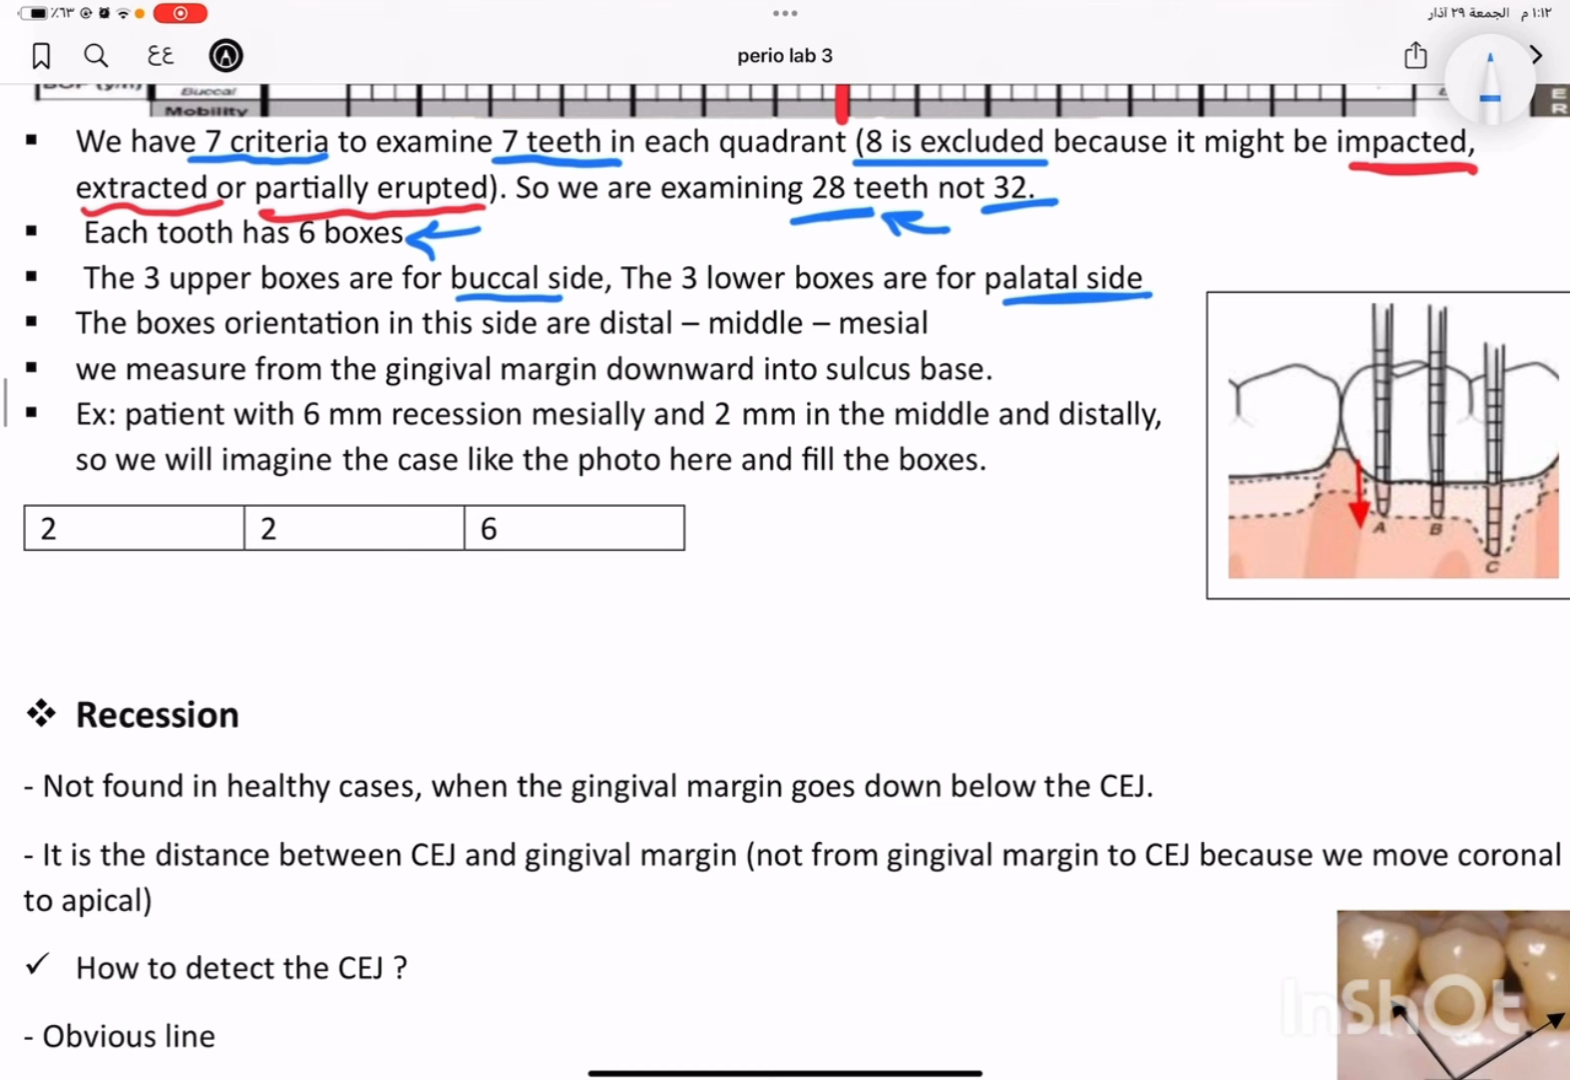 ٪٦٣
١:١٢ م الجمعة ٢٩ آذار
عع
perio lab 3
Buccal
Mobility
We have 7 criteria to examine 7 teeth in each quadrant (8 is excluded because it might be impacted,
extracted or partially erupted). So we are examining 28 teeth not 32.
Each tooth has 6 boxes
The 3 upper boxes are for buccal side, The 3 lower boxes are for palatal side
The boxes orientation in this side are distal – middle – mesial
we measure from the gingival margin downward into sulcus base.
Ex: patient with 6 mm recession mesially and 2 mm in the middle and distally,
so we will imagine the case like the photo here and fill the boxes.
2 2 6
A B C
Recession
- Not found in healthy cases, when the gingival margin goes down below the CEJ.
- It is the distance between CEJ and gingival margin (not from gingival margin to CEJ because we move coronal
to apical)
✓ How to detect the CEJ ?
- Obvious line
InShOt